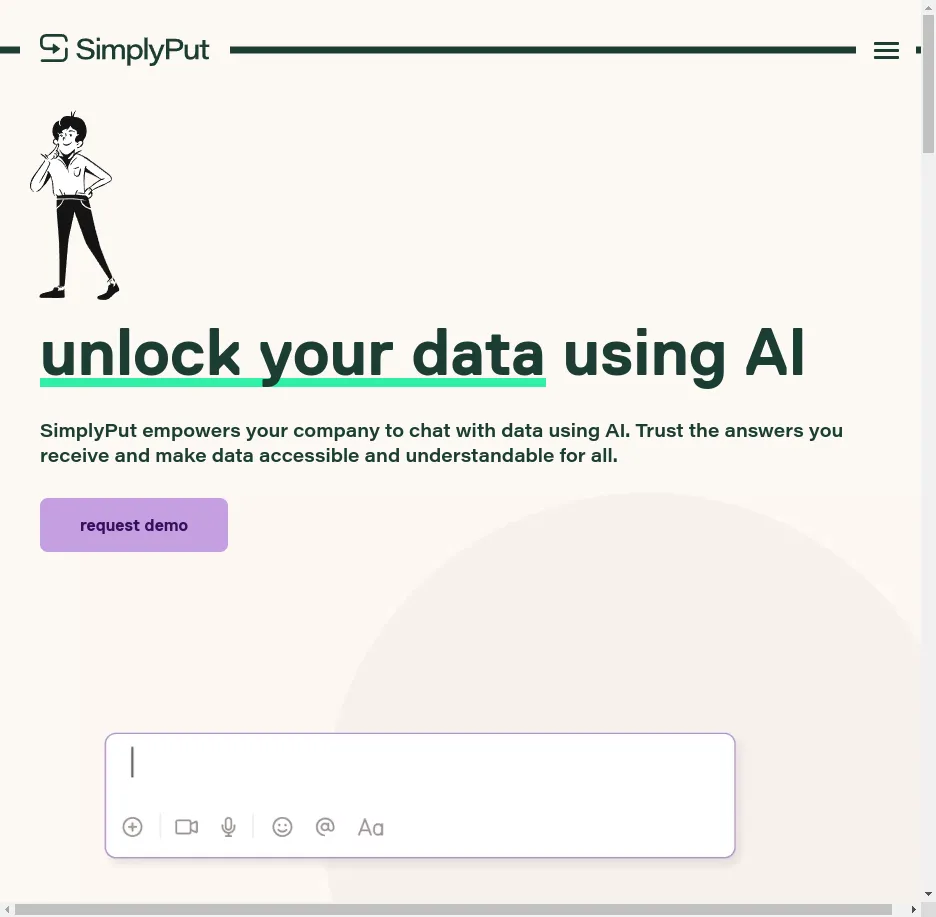 SimplyPut
unlock your data using AI
SimplyPut empowers your company to chat with data using AI. Trust the answers you
receive and make data accessible and understandable for all.
request demo
Aa